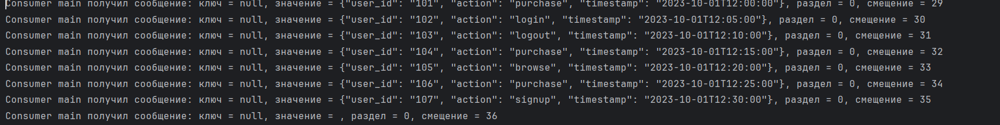 Consumer main получил сообщение: ключ = null, значение = {"user_id": "101", "action": "purchase", "timestamp": "2023-10-01T12:00:00"}, раздел = 0, смещение = 29
Consumer main получил сообщение: ключ = null, значение = {"user_id": "102", "action": "login", "timestamp": "2023-10-01T12:05:00"}, раздел = 0, смещение = 30
Consumer main получил сообщение: ключ = null, значение = {"user_id": "103", "action": "logout", "timestamp": "2023-10-01T12:10:00"}, раздел = 0, смещение = 31
Consumer main получил сообщение: ключ = null, значение = {"user_id": "104", "action": "purchase", "timestamp": "2023-10-01T12:15:00"}, раздел = 0, смещение = 32
Consumer main получил сообщение: ключ = null, значение = {"user_id": "105", "action": "browse", "timestamp": "2023-10-01T12:20:00"}, раздел = 0, смещение = 33
Consumer main получил сообщение: ключ = null, значение = {"user_id": "106", "action": "purchase", "timestamp": "2023-10-01T12:25:00"}, раздел = 0, смещение = 34
Consumer main получил сообщение: ключ = null, значение = {"user_id": "107", "action": "signup", "timestamp": "2023-10-01T12:30:00"}, раздел = 0, смещение = 35
Consumer main получил сообщение: ключ = null, значение = , раздел = 0, смещение = 36